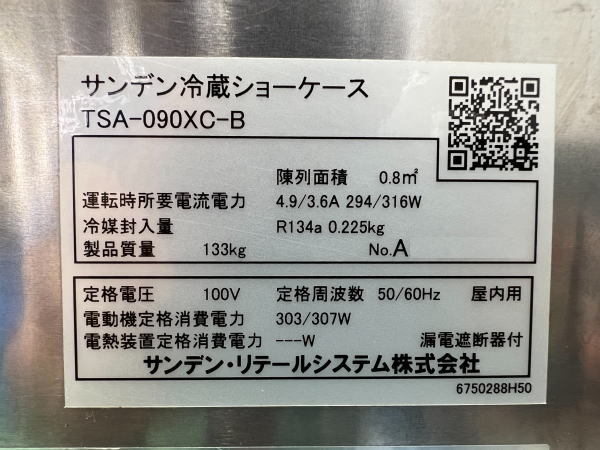 サンデン冷蔵ショーケース
TSA-090XC-B
陳列面積 0.8㎡
運転時所要電流電力 4.9/3.6A 294/316W
冷媒封入量 R134a 0.225kg
製品質量 133kg No.A
定格電圧 100V 定格周波数 50/60Hz 屋内用
電動機定格消費電力 303/307W
電熱装置定格消費電力 ---W 漏電遮断器付
サンデン・リテールシステム株式会社
6750288H50